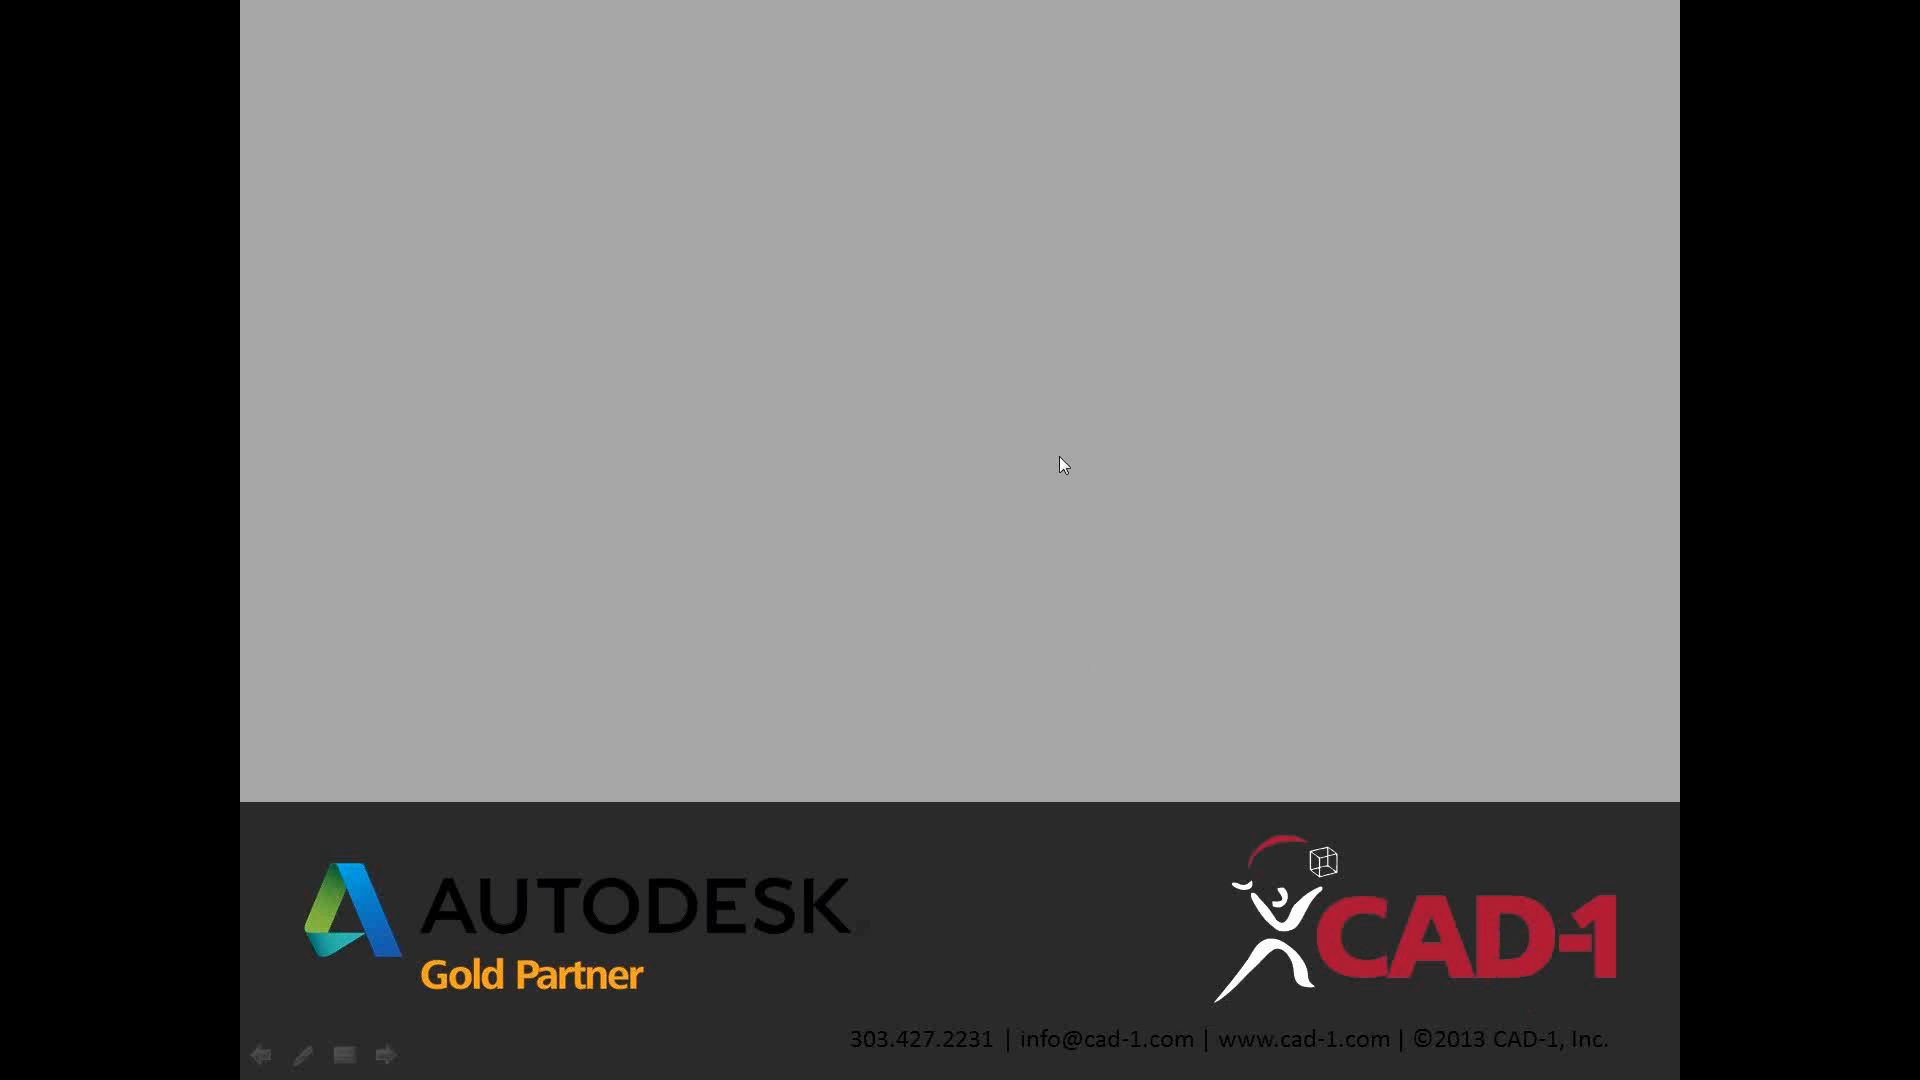 AUTODESK
Gold Partner
CAD-1
303.427.2231 | info@cad-1.com | www.cad-1.com | ©2013 CAD-1, Inc.